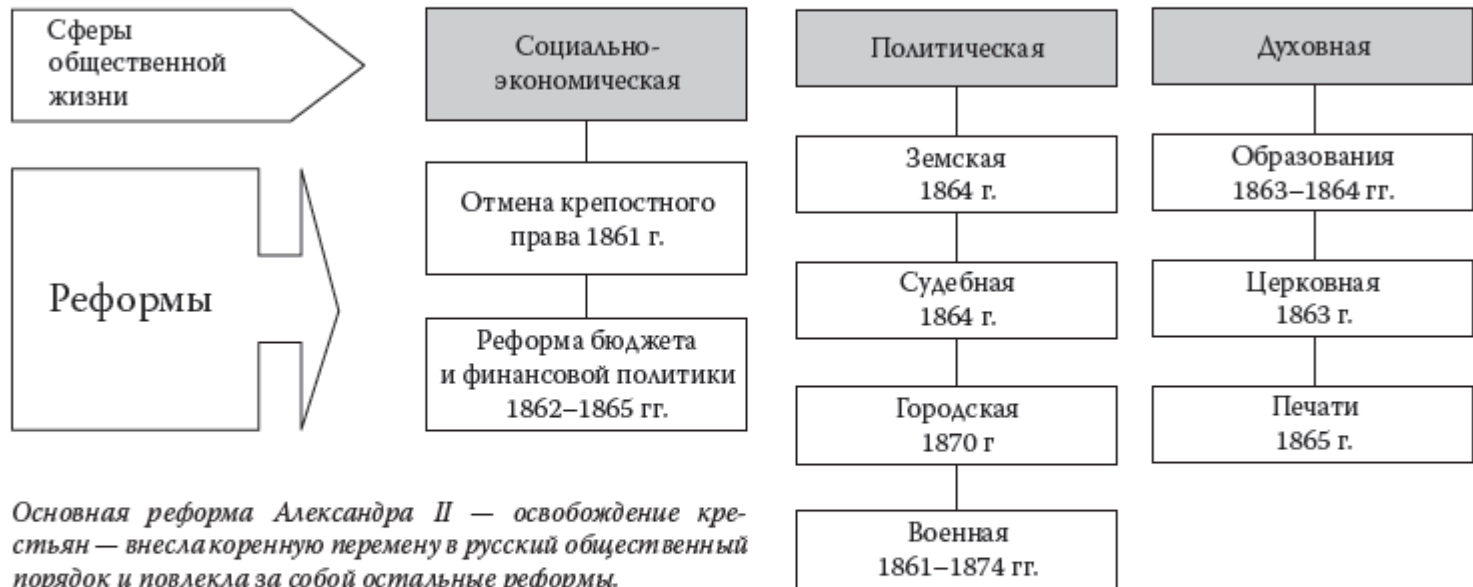 Сферы
общественной
жизни
Реформы
Социально-
экономическая
Отмена крепостного
права 1861 г.
Реформа бюджета
и финансовой политики
1862–1865 гг.
Политическая
Земская
1864 г.
Судебная
1864 г.
Городская
1870 г
Военная
1861–1874 гг.
Духовная
Образования
1863–1864 гг.
Церковная
1863 г.
Печати
1865 г.
Основная реформа Александра II — освобождение кре-
стьян — внесла коренную перемену в русский общественный
порядок и повлекла за собой остальные реформы.